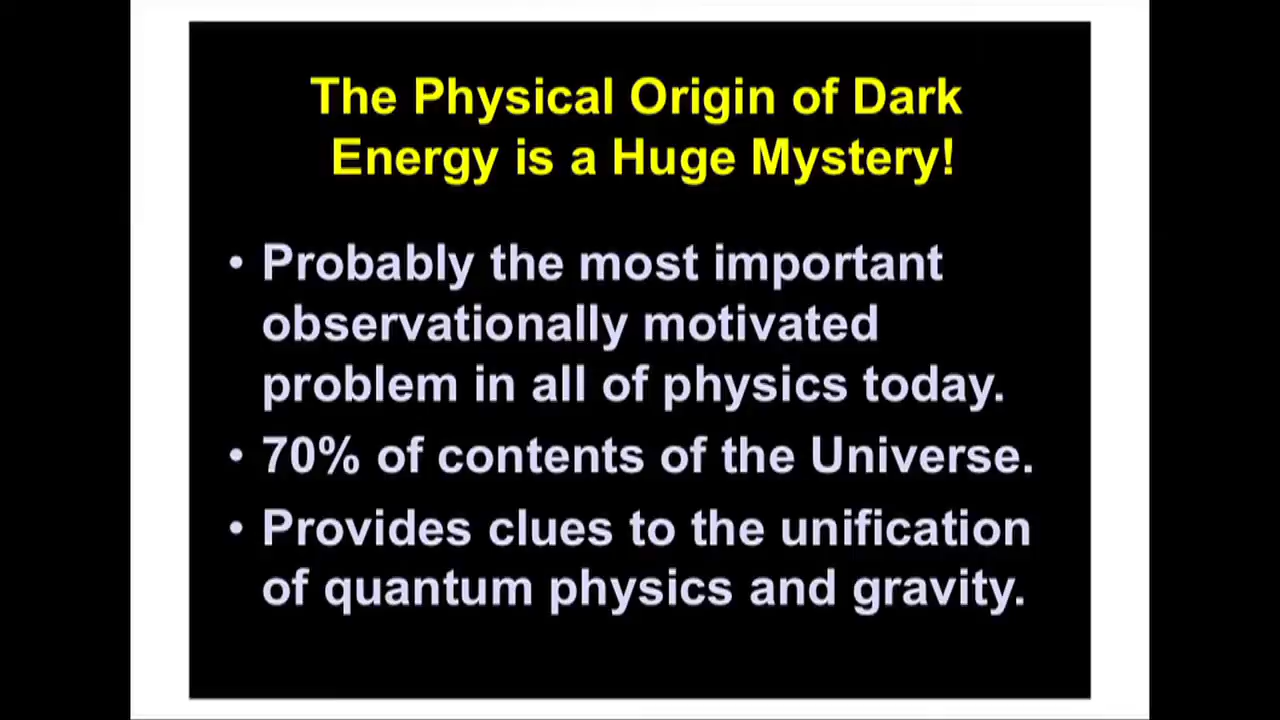 The Physical Origin of Dark
Energy is a Huge Mystery!
• Probably the most important
observationally motivated
problem in all of physics today.
• 70% of contents of the Universe.
• Provides clues to the unification
of quantum physics and gravity.